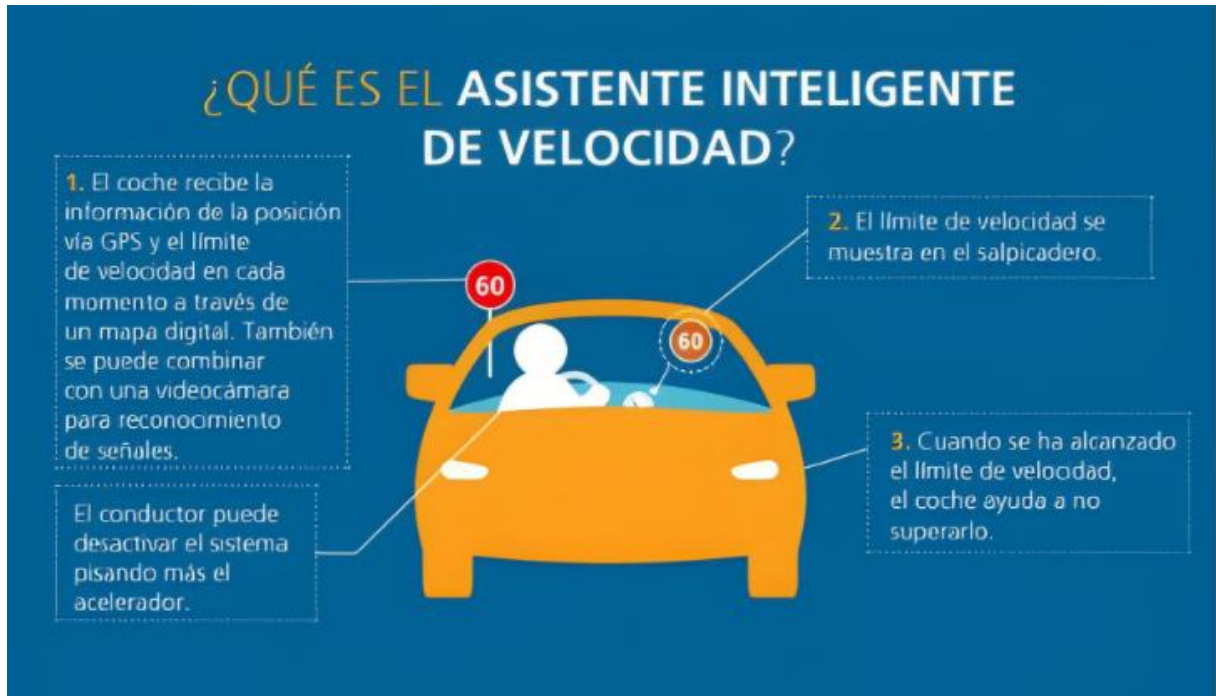 ¿QUÉ ES EL ASISTENTE INTELIGENTE
DE VELOCIDAD?
1. El coche recibe la
información de la posición
vía GPS y el límite
de velocidad en cada
momento a través de
un mapa digital. También
se puede combinar
con una videocámara
para reconocimiento
de señales.
60
60
2. El límite de velocidad se
muestra en el salpicadero.
3. Cuando se ha alcanzado
el límite de velocidad,
el coche ayuda a no
superarlo.
El conductor puede
desactivar el sistema
pisando más el
acelerador.